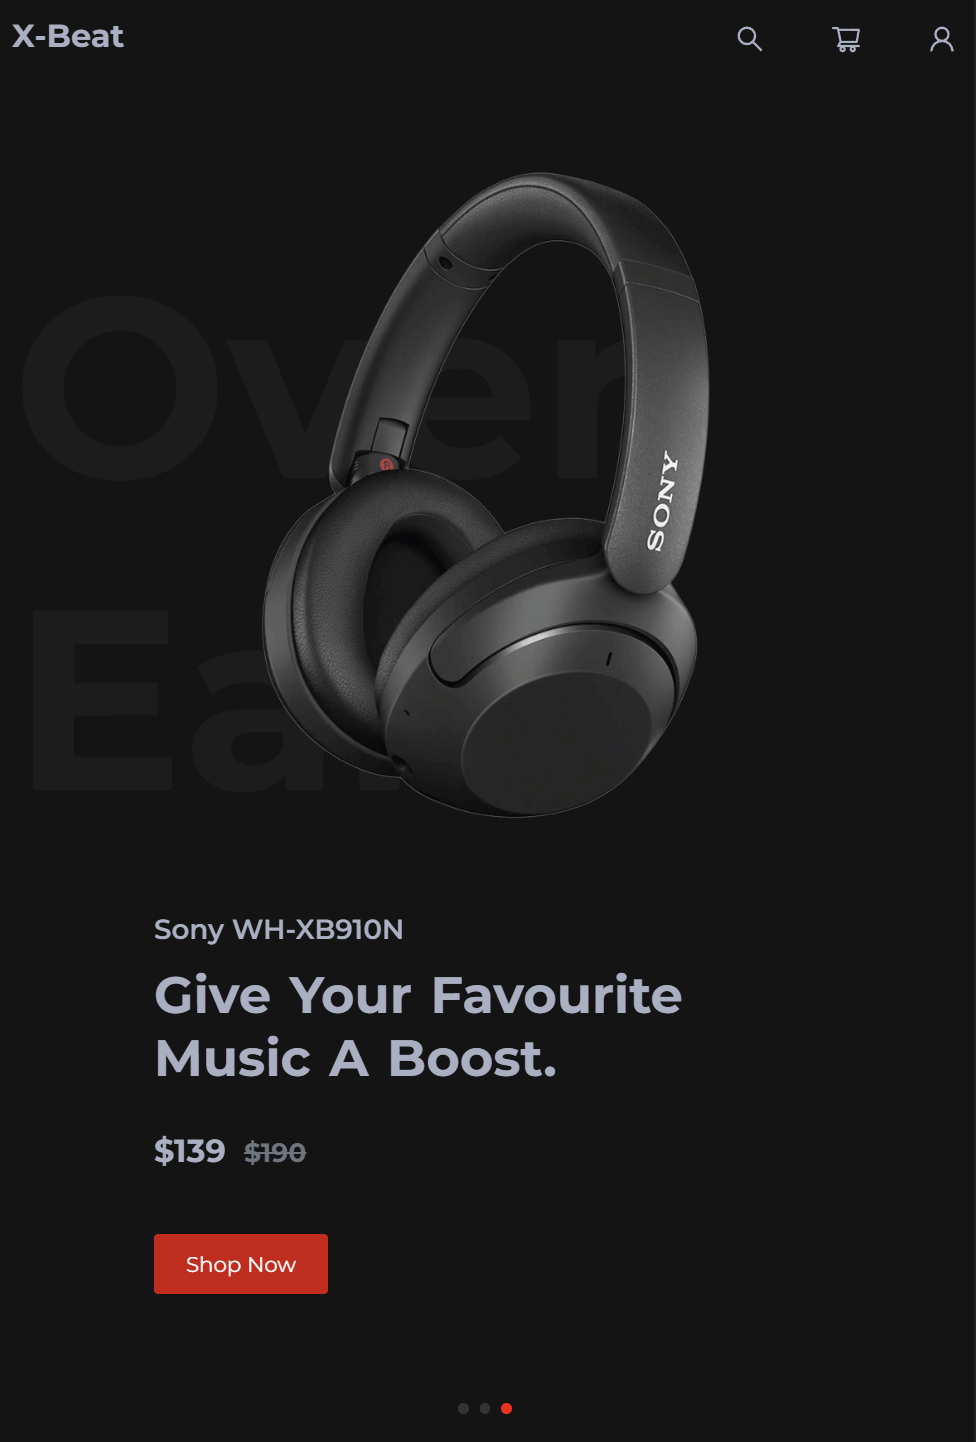 X-Beat
Over
Ear
SONY
Sony WH-XB910N
Give Your Favourite
Music A Boost.
$139 $190
Shop Now